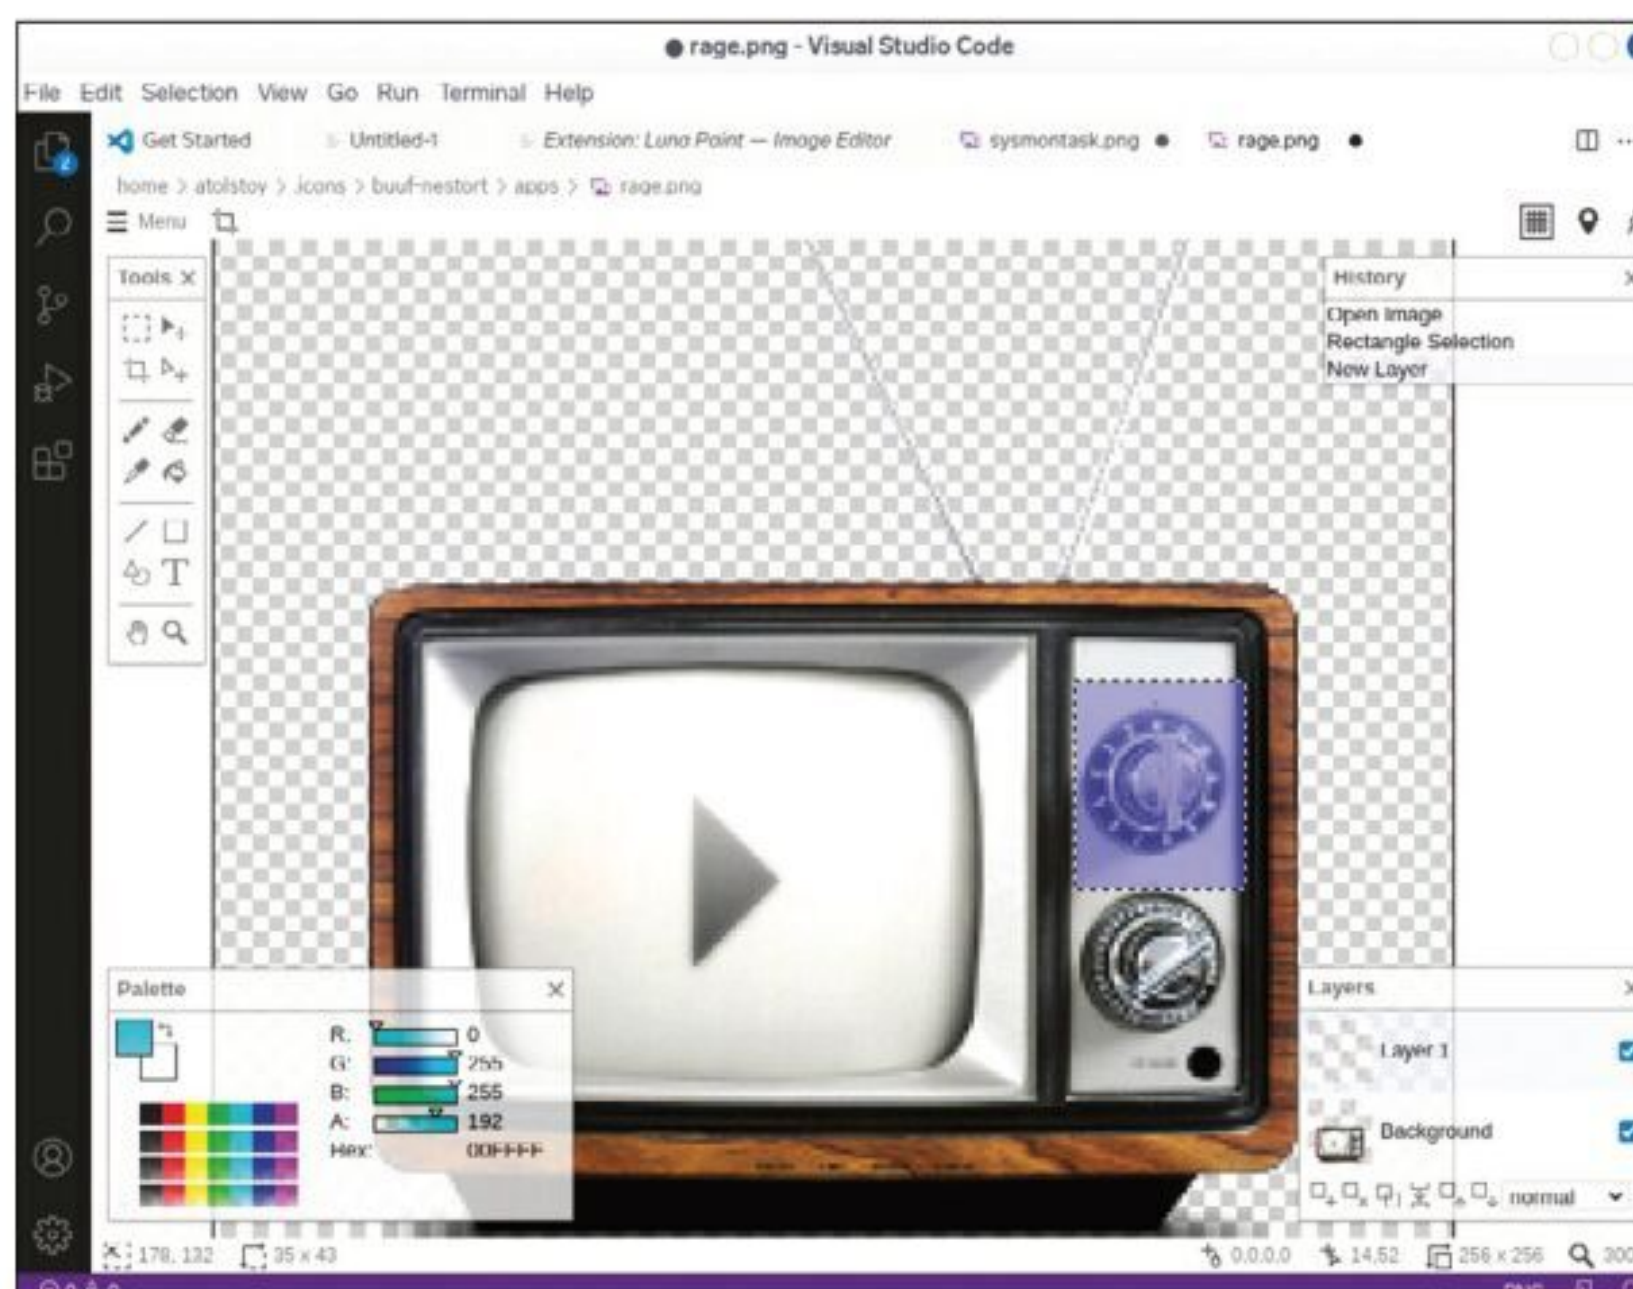 rage.png - Visual Studio Code
File Edit Selection View Go Run Terminal Help
Get Started Untitled-1 Extension: Luna Paint — Image Editor sysmontask.png rage.png
home > atolstoy > .icons > buuf-nestort > apps > rage.png
Menu
Tools
History
Open Image
Rectangle Selection
New Layer
Palette
R: 0
G: 255
B: 255
A: 192
Hex: 00FFFF
Layers
Layer 1
Background
normal
178, 132 35 x 43 0,0,0,0 14,52 256 x 256 300
PNG